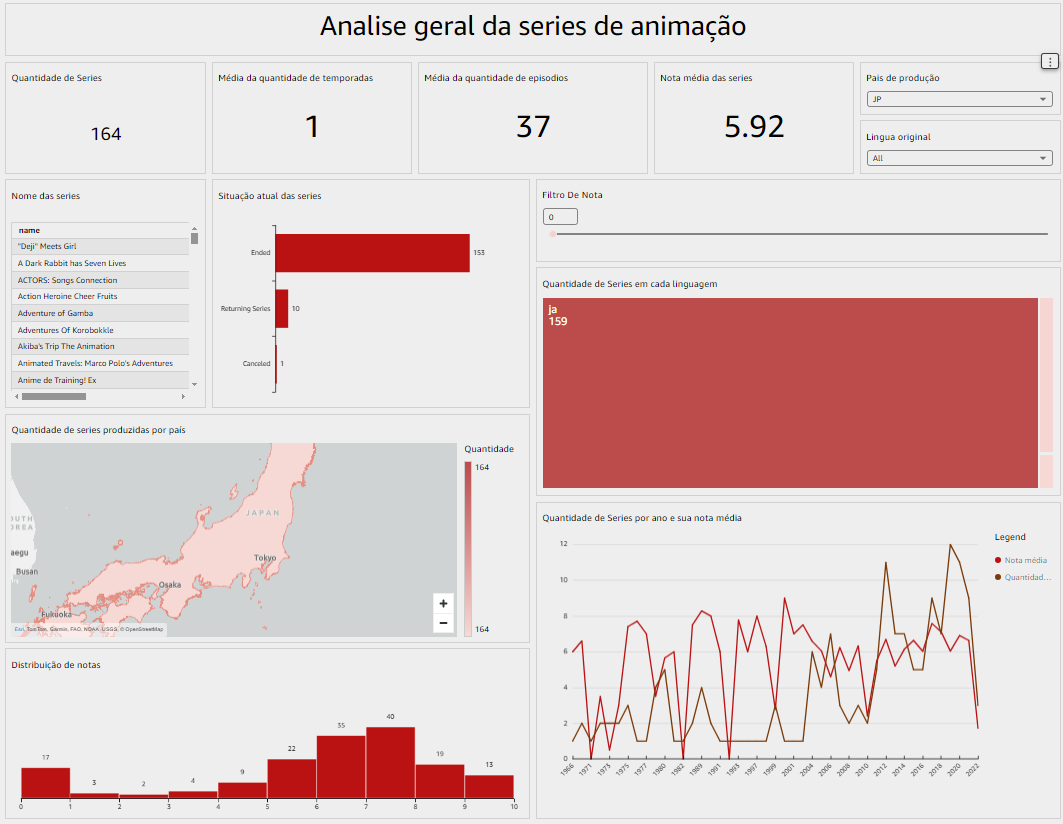 Analise geral da series de animação
Quantidade de Series
164
Média da quantidade de temporadas
1
Média da quantidade de episodios
37
Nota média das series
5.92
Pais de produção
JP
Lingua original
All
Nome das series
name
"Deji" Meets Girl
A Dark Rabbit has Seven Lives
ACTORS: Songs Connection
Action Heroine Cheer Fruits
Adventure of Gamba
Adventures Of Korobokkle
Akiba's Trip The Animation
Animated Travels: Marco Polo's Adventures
Anime de Training! Ex
Situação atual das series
Ended
153
Returning Series
10
Canceled
1
Filtro De Nota
0
Quantidade de Series em cada linguagem
ja
159
Quantidade de series produzidas por país
Quantidade
164
164
JAPAN
OUTH
OREA
aegu
Busan
Tokyo
Osaka
Fukuoka
+
−
Esri, TomTom, Garmin, FAO, NOAA, USGS, © OpenStreetMap
Distribuição de notas
17
3
2
4
9
22
35
40
19
13
0 1 2 3 4 5 6 7 8 9 10
Quantidade de Series por ano e sua nota média
Legend
Nota média
Quantidad...
12
10
8
6
4
2
0
1966 1971 1973 1975 1977 1980 1982 1987 1989 1991 1993 1997 1999 2001 2004 2006 2008 2010 2012 2014 2016 2018 2020 2022